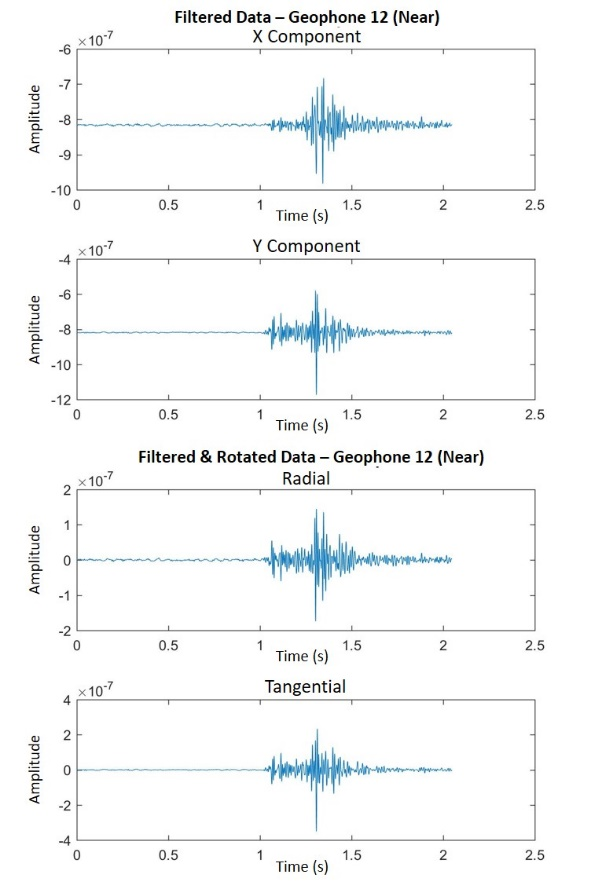 Filtered Data – Geophone 12 (Near)
X Component
×10-7
-6
-7
-8
-9
-10
Amplitude
0 0.5 1 1.5 2 2.5
Time (s)
Y Component
×10-7
-4
-6
-8
-10
-12
Amplitude
0 0.5 1 1.5 2 2.5
Time (s)
Filtered & Rotated Data – Geophone 12 (Near)
Radial
×10-7
2
1
0
-1
-2
Amplitude
0 0.5 1 1.5 2 2.5
Time (s)
Tangential
×10-7
4
2
0
-2
-4
Amplitude
0 0.5 1 1.5 2 2.5
Time (s)